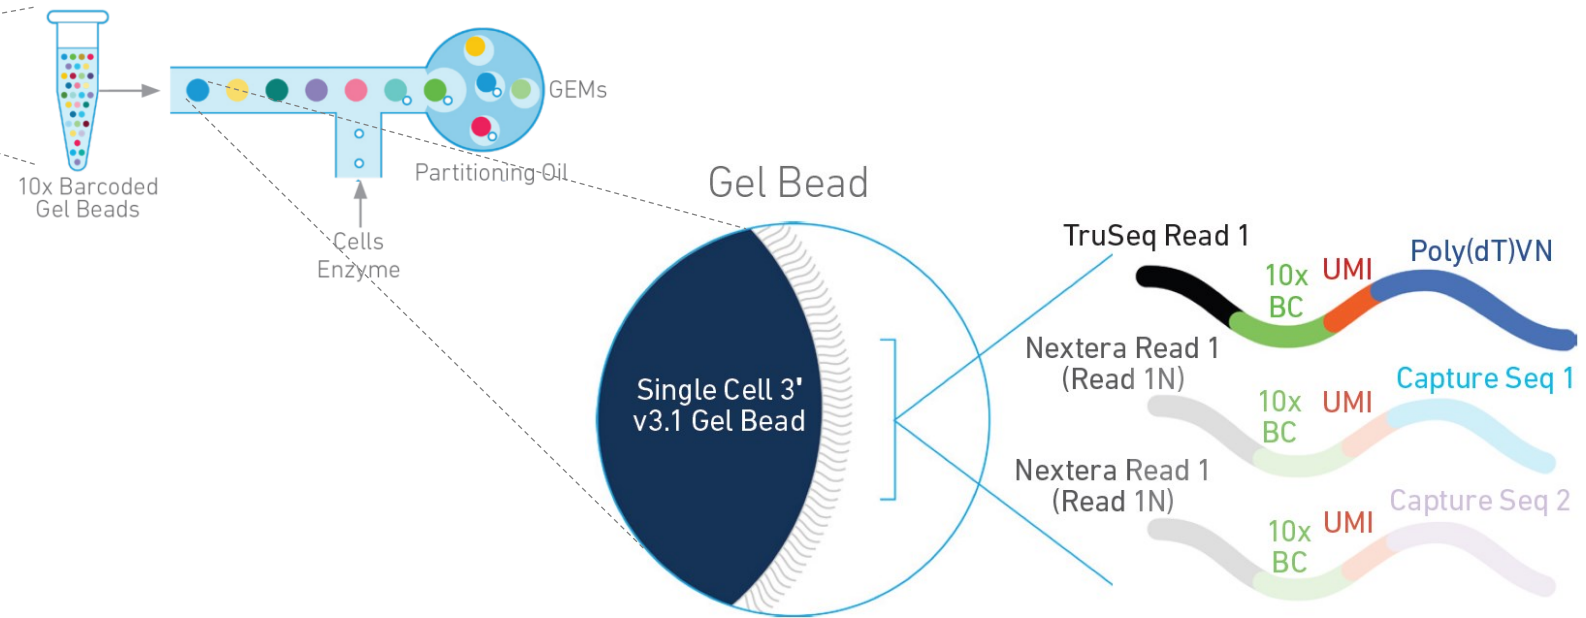 GEMs
Partitioning Oil
10x Barcoded
Gel Beads
Cells
Enzyme
Gel Bead
Single Cell 3'
v3.1 Gel Bead
TruSeq Read 1
10x
BC
UMI
Poly(dT)VN
Nextera Read 1
(Read 1N)
10x
BC
UMI
Capture Seq 1
Nextera Read 1
(Read 1N)
10x
BC
UMI
Capture Seq 2